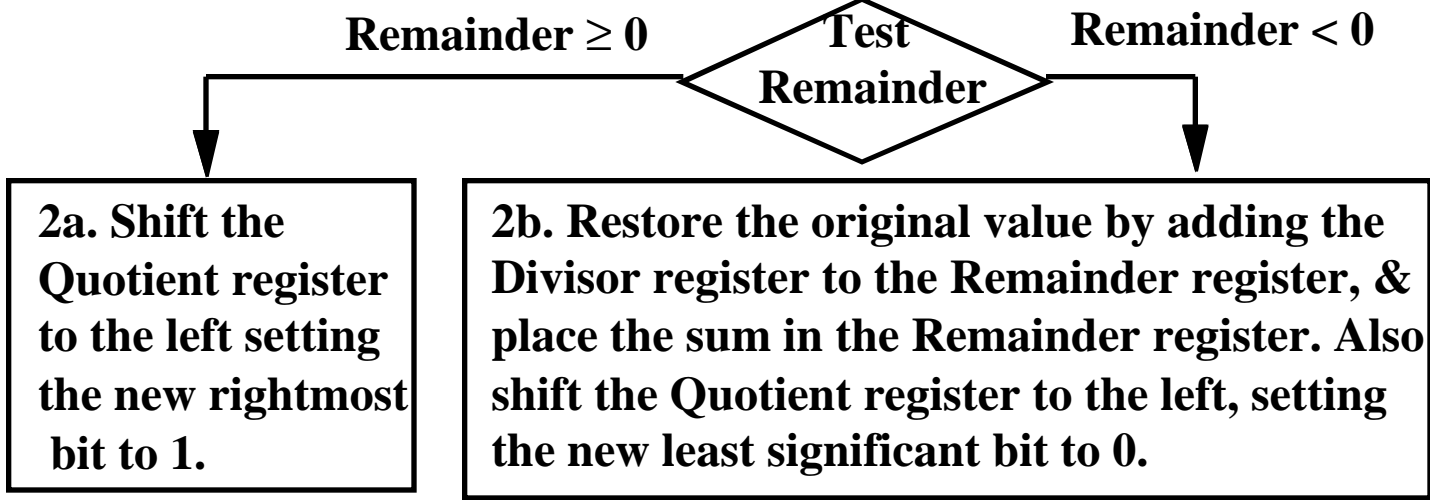 Remainder ≥ 0
Test
Remainder
Remainder < 0
2a. Shift the
Quotient register
to the left setting
the new rightmost
bit to 1.
2b. Restore the original value by adding the
Divisor register to the Remainder register, &
place the sum in the Remainder register. Also
shift the Quotient register to the left, setting
the new least significant bit to 0.